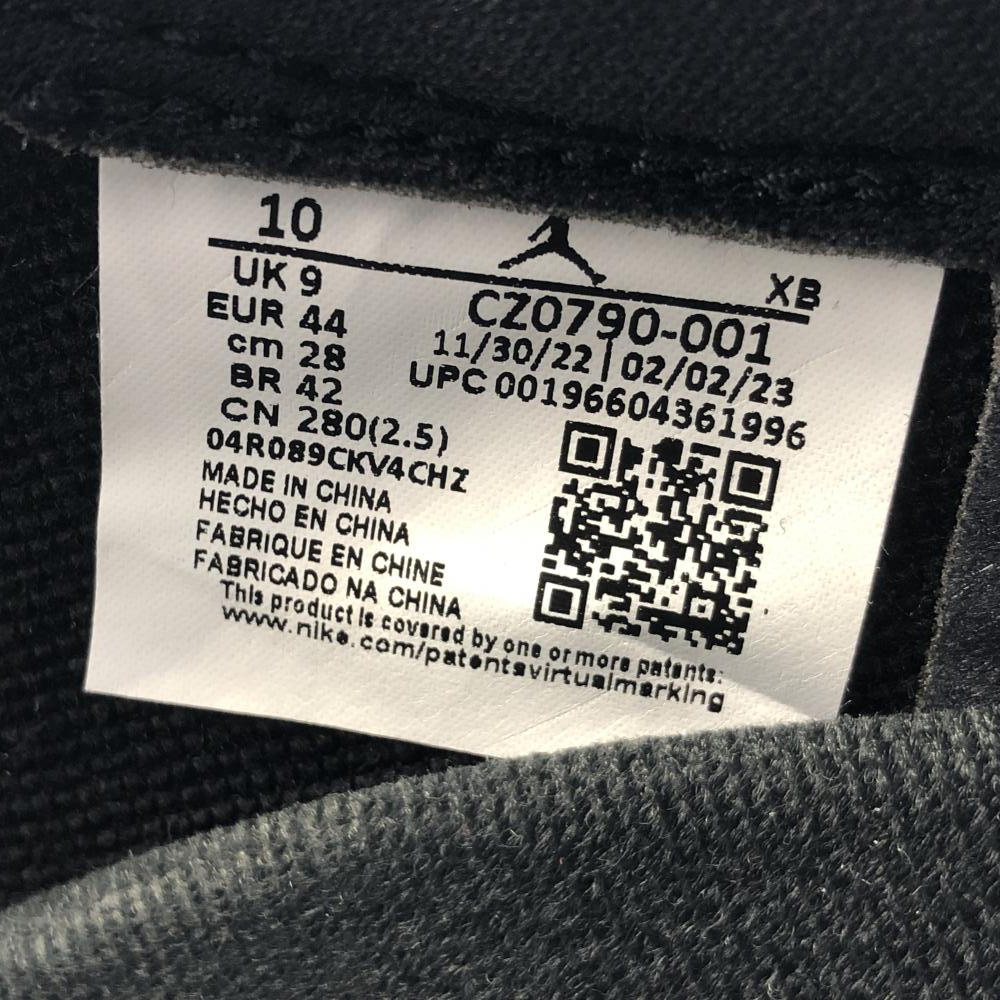 10
XB
UK 9
EUR 44
cm 28
BR 42
CN 280(2.5)
04R089CKV4CHZ
MADE IN CHINA
HECHO EN CHINA
FABRIQUE EN CHINE
FABRICADO NA CHINA
CZ0790-001
11/30/22 | 02/02/23
UPC 00196604361996
This product is covered by one or more patents:
www.nike.com/patentsvirtualmarking